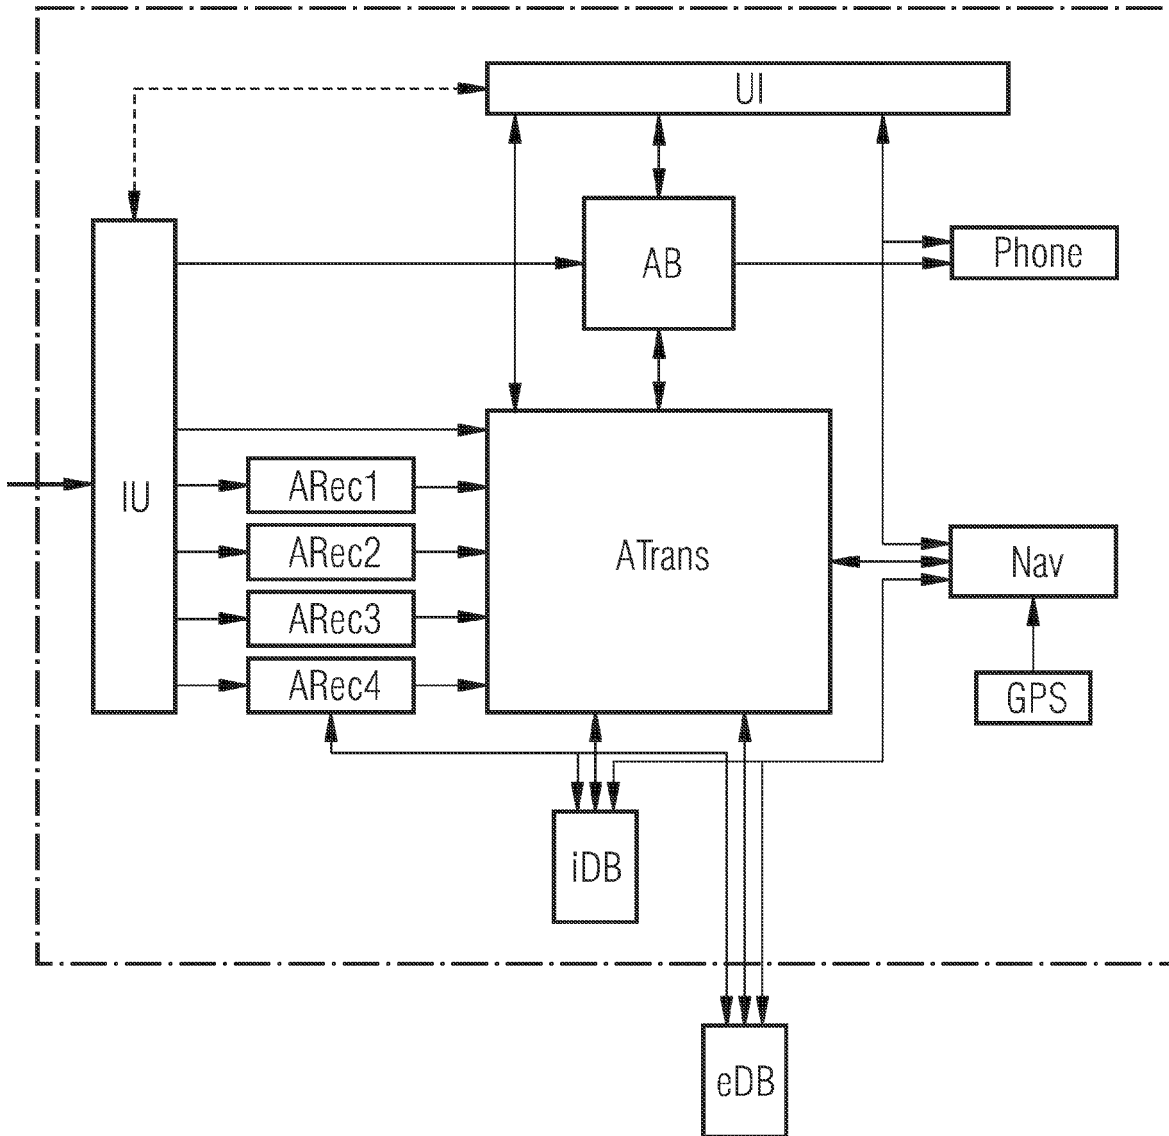 UI
AB
Phone
IU
ARec1
ARec2
ARec3
ARec4
ATrans
Nav
GPS
iDB
eDB